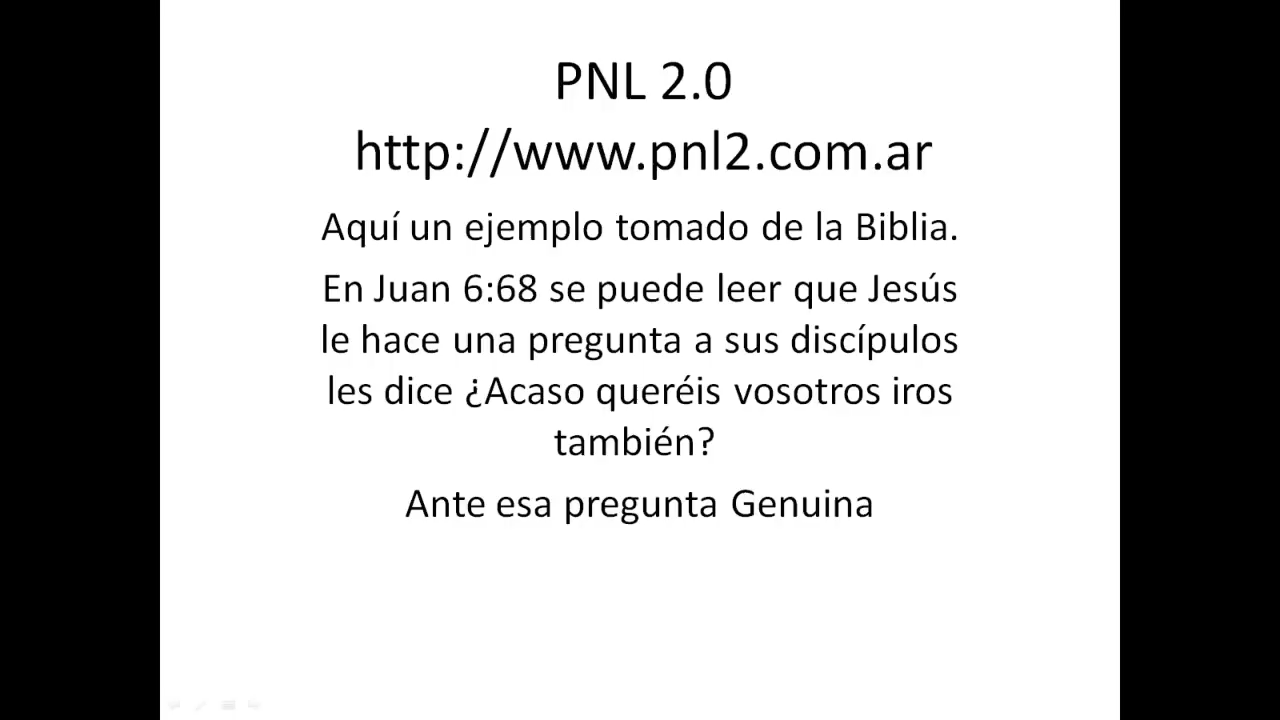 PNL 2.0
http://www.pnl2.com.ar
Aquí un ejemplo tomado de la Biblia.
En Juan 6:68 se puede leer que Jesús
le hace una pregunta a sus discípulos
les dice ¿Acaso queréis vosotros iros
también?
Ante esa pregunta Genuina